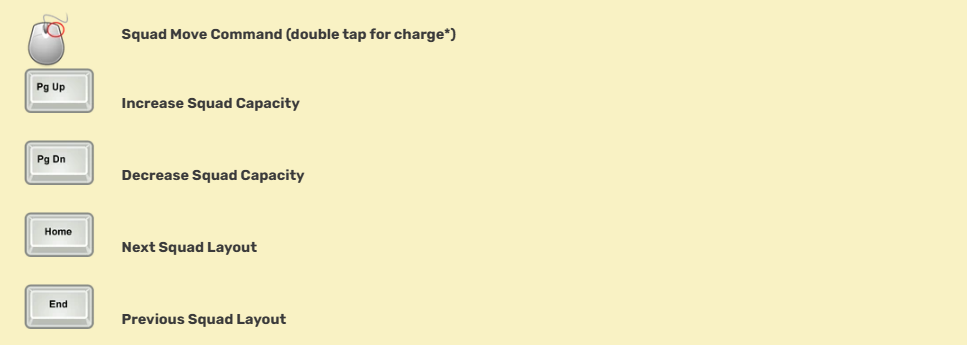 Squad Move Command (double tap for charge*)
Pg Up
Increase Squad Capacity
Pg Dn
Decrease Squad Capacity
Home
Next Squad Layout
End
Previous Squad Layout